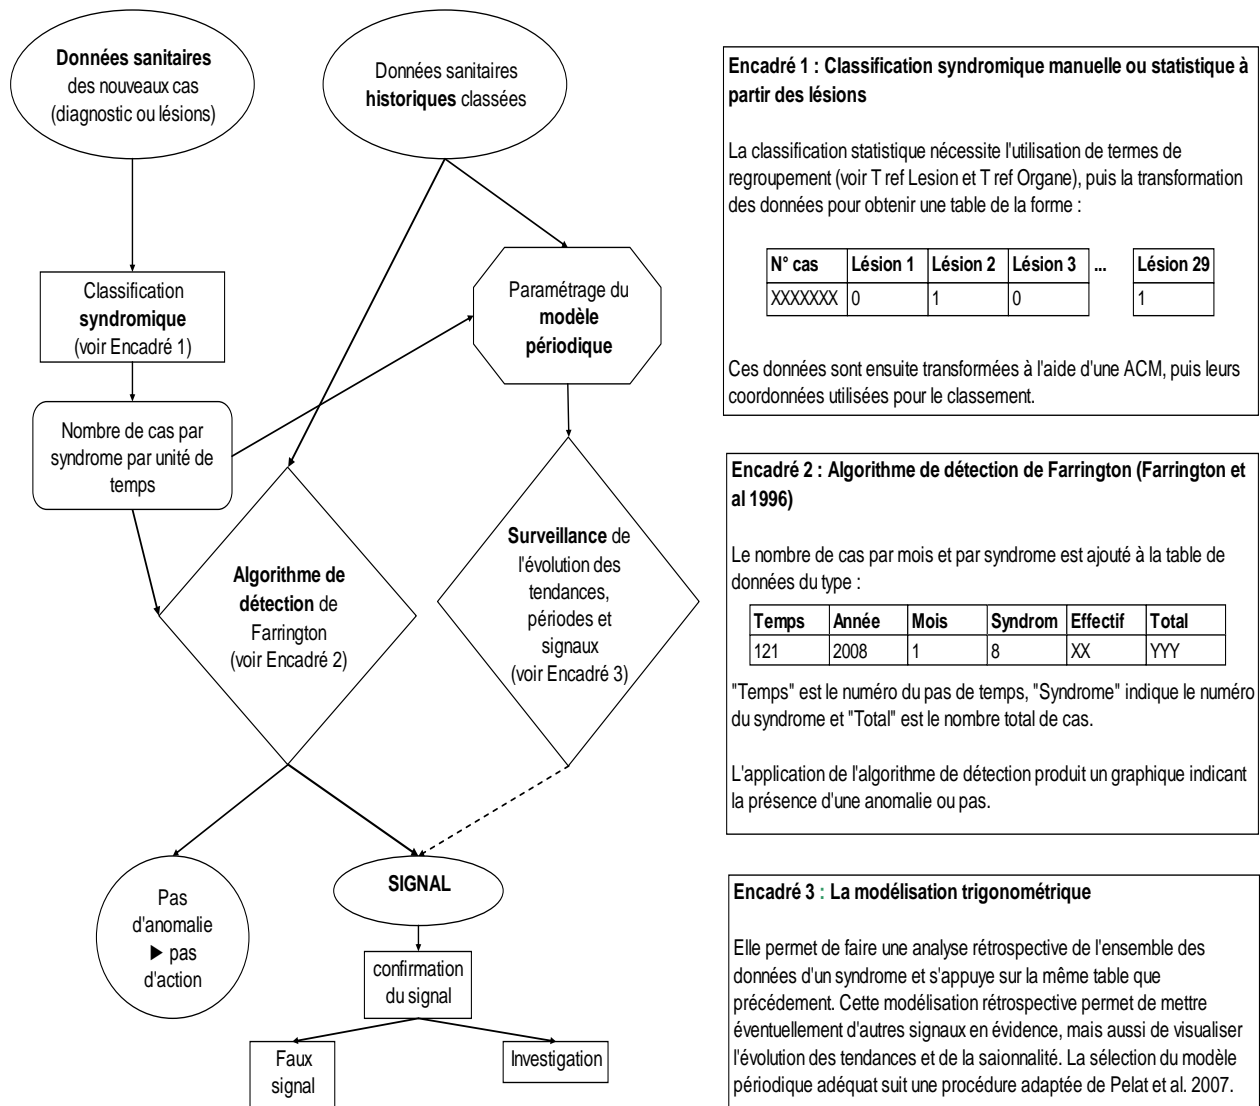 Données sanitaires
des nouveaux cas
(diagnostic ou lésions)
Données sanitaires
historiques classées
Classification
syndromique
(voir Encadré 1)
Paramétrage du
modèle
périodique
Nombre de cas par
syndrome par unité de
temps
Algorithme de
détection de
Farrington
(voir Encadré 2)
Surveillance de
l'évolution des
tendances,
périodes et
signaux
(voir Encadré 3)
Pas
d'anomalie
▶ pas
d'action
SIGNAL
confirmation
du signal
Faux
signal
Investigation
Encadré 1 : Classification syndromique manuelle ou statistique à
partir des lésions
La classification statistique nécessite l'utilisation de termes de
regroupement (voir T ref Lesion et T ref Organe), puis la transformation
des données pour obtenir une table de la forme :
N° cas Lésion 1 Lésion 2 Lésion 3 ... Lésion 29
XXXXXXX 0 1 0 1
Ces données sont ensuite transformées à l'aide d'une ACM, puis leurs
coordonnées utilisées pour le classement.
Encadré 2 : Algorithme de détection de Farrington (Farrington et
al 1996)
Le nombre de cas par mois et par syndrome est ajouté à la table de
données du type :
Temps Année Mois Syndrom Effectif Total
121 2008 1 8 XX YYY
"Temps" est le numéro du pas de temps, "Syndrome" indique le numéro
du syndrome et "Total" est le nombre total de cas.
L'application de l'algorithme de détection produit un graphique indicant
la présence d'une anomalie ou pas.
Encadré 3 : La modélisation trigonométrique
Elle permet de faire une analyse rétrospective de l'ensemble des
données d'un syndrome et s'appuye sur la même table que
précédement. Cette modélisation rétrospective permet de mettre
éventuellement d'autres signaux en évidence, mais aussi de visualiser
l'évolution des tendances et de la saionnalité. La sélection du modèle
périodique adéquat suit une procédure adaptée de Pelat et al. 2007.